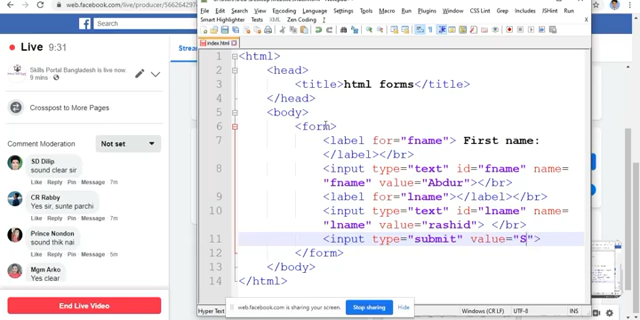 web.facebook.com/live/producer/566264297
Facebook
Live 9:31
Skills Portal Bangladesh is live now.
9 mins
Crosspost to More Pages
Comment Moderation Not set
SD Dilip
sound clear sir
Like Reply Pin Message 7m
CR Rabby
Yes sir, sunte parchi
Like Reply Pin Message 7m
Prince Nondon
sound thik nai
Like Reply Pin Message 7m
Mgm Arko
Yes clear
Like Reply Pin Message
End Live Video
File Edit Search View Encoding Language Settings Tools Macro Run Plugins Window CSS Lint Grep JSLint Run
Smart Highlighter Tests XML Zen Coding
index.html
1 <html>
2 <head>
3 <title>html forms</title>
4 </head>
5 <body>
6 <form>
7 <label for="fname"> First name:
</label></br>
8 <input type="text" id="fname" name=
"fname" value="Abdur"></br>
9 <label for="lname"></label></br>
10 <input type="text" id="lname" name=
"lname" value="rashid"> </br>
11 <input type="submit" value="S">
12 </form>
13 </body>
14 </html>
web.facebook.com is sharing your screen. Stop sharing Hide
Windows (CR LF) UTF-8 INS